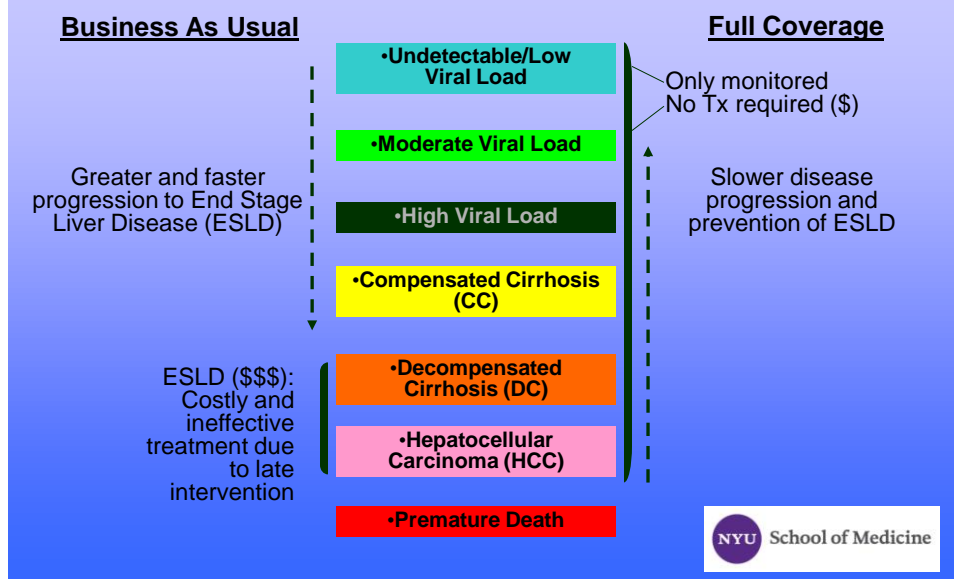 Business As Usual
Full Coverage
•Undetectable/Low
Viral Load
Only monitored
No Tx required ($)
•Moderate Viral Load
Greater and faster
progression to End Stage
Liver Disease (ESLD)
•High Viral Load
Slower disease
progression and
prevention of ESLD
•Compensated Cirrhosis
(CC)
•Decompensated
Cirrhosis (DC)
ESLD ($$$):
Costly and
ineffective
treatment due
to late
intervention
•Hepatocellular
Carcinoma (HCC)
•Premature Death
NYU School of Medicine